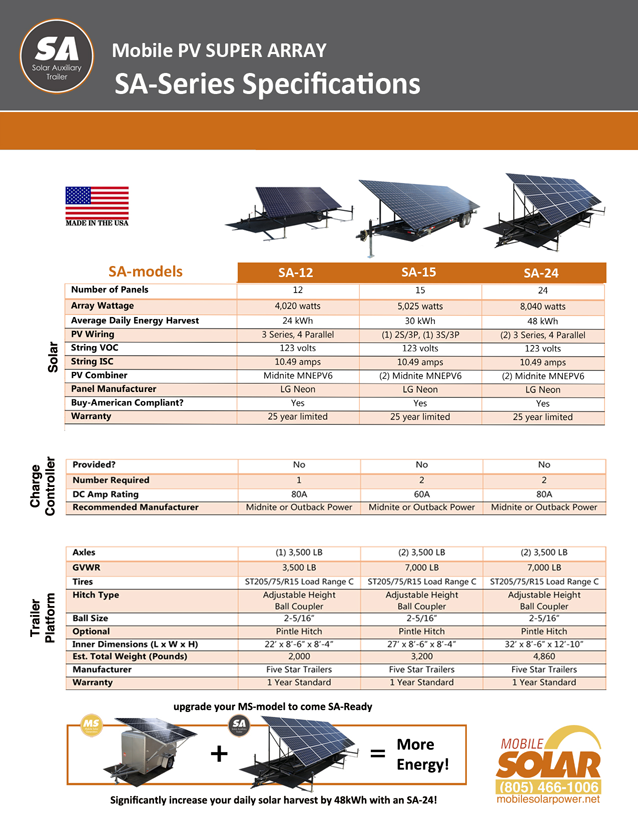 SA
Solar Auxiliary
Trailer
Mobile PV SUPER ARRAY
SA-Series Specifications
MADE IN THE USA
SA-models SA-12 SA-15 SA-24
Solar
Number of Panels 12 15 24
Array Wattage 4,020 watts 5,025 watts 8,040 watts
Average Daily Energy Harvest 24 kWh 30 kWh 48 kWh
PV Wiring 3 Series, 4 Parallel (1) 2S/3P, (1) 3S/3P (2) 3 Series, 4 Parallel
String VOC 123 volts 123 volts 123 volts
String ISC 10.49 amps 10.49 amps 10.49 amps
PV Combiner Midnite MNEPV6 (2) Midnite MNEPV6 (2) Midnite MNEPV6
Panel Manufacturer LG Neon LG Neon LG Neon
Buy-American Compliant? Yes Yes Yes
Warranty 25 year limited 25 year limited 25 year limited
Charge
Controller
Provided? No No No
Number Required 1 2 2
DC Amp Rating 80A 60A 80A
Recommended Manufacturer Midnite or Outback Power Midnite or Outback Power Midnite or Outback Power
Trailer
Platform
Axles (1) 3,500 LB (2) 3,500 LB (2) 3,500 LB
GVWR 3,500 LB 7,000 LB 7,000 LB
Tires ST205/75/R15 Load Range C ST205/75/R15 Load Range C ST205/75/R15 Load Range C
Hitch Type Adjustable Height Adjustable Height Adjustable Height
Ball Coupler Ball Coupler Ball Coupler
Ball Size 2-5/16" 2-5/16" 2-5/16"
Optional Pintle Hitch Pintle Hitch Pintle Hitch
Inner Dimensions (L x W x H) 22' x 8'-6" x 8'-4" 27' x 8'-6" x 8'-4" 32' x 8'-6" x 12'-10"
Est. Total Weight (Pounds) 2,000 3,200 4,860
Manufacturer Five Star Trailers Five Star Trailers Five Star Trailers
Warranty 1 Year Standard 1 Year Standard 1 Year Standard
upgrade your MS-model to come SA-Ready
MS
SA
+ = More
Energy!
Significantly increase your daily solar harvest by 48kWh with an SA-24!
MOBILE
SOLAR
(805) 466-1006
mobilesolarpower.net